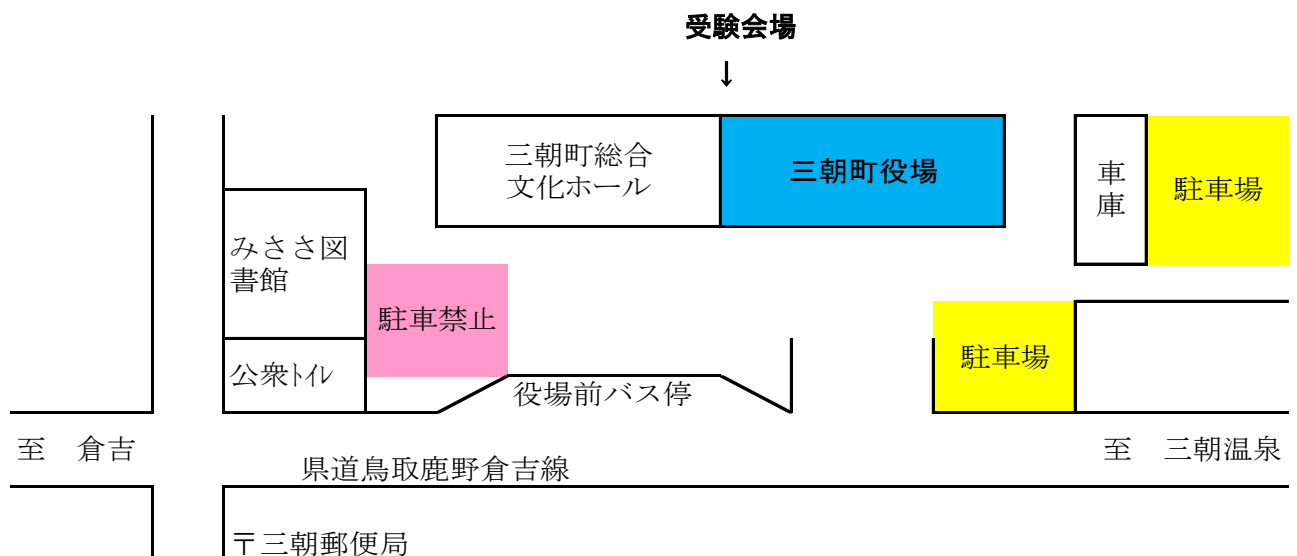 受験会場
↓
三朝町総合
文化ホール
三朝町役場
車
庫
駐車場
みささ図
書館
駐車禁止
駐車場
公衆ﾄｲﾚ
役場前バス停
至　倉吉
至　三朝温泉
県道鳥取鹿野倉吉線
〒三朝郵便局